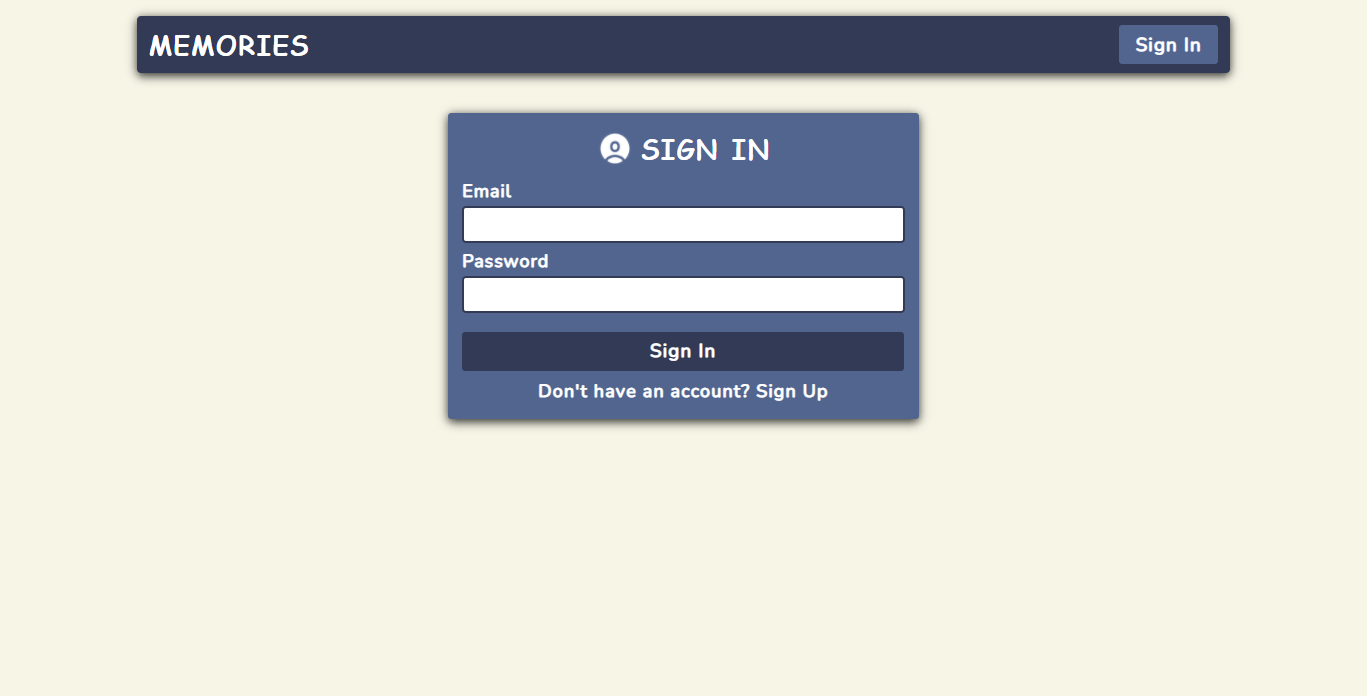 MEMORIES
Sign In
SIGN IN
Email
Password
Sign In
Don't have an account? Sign Up